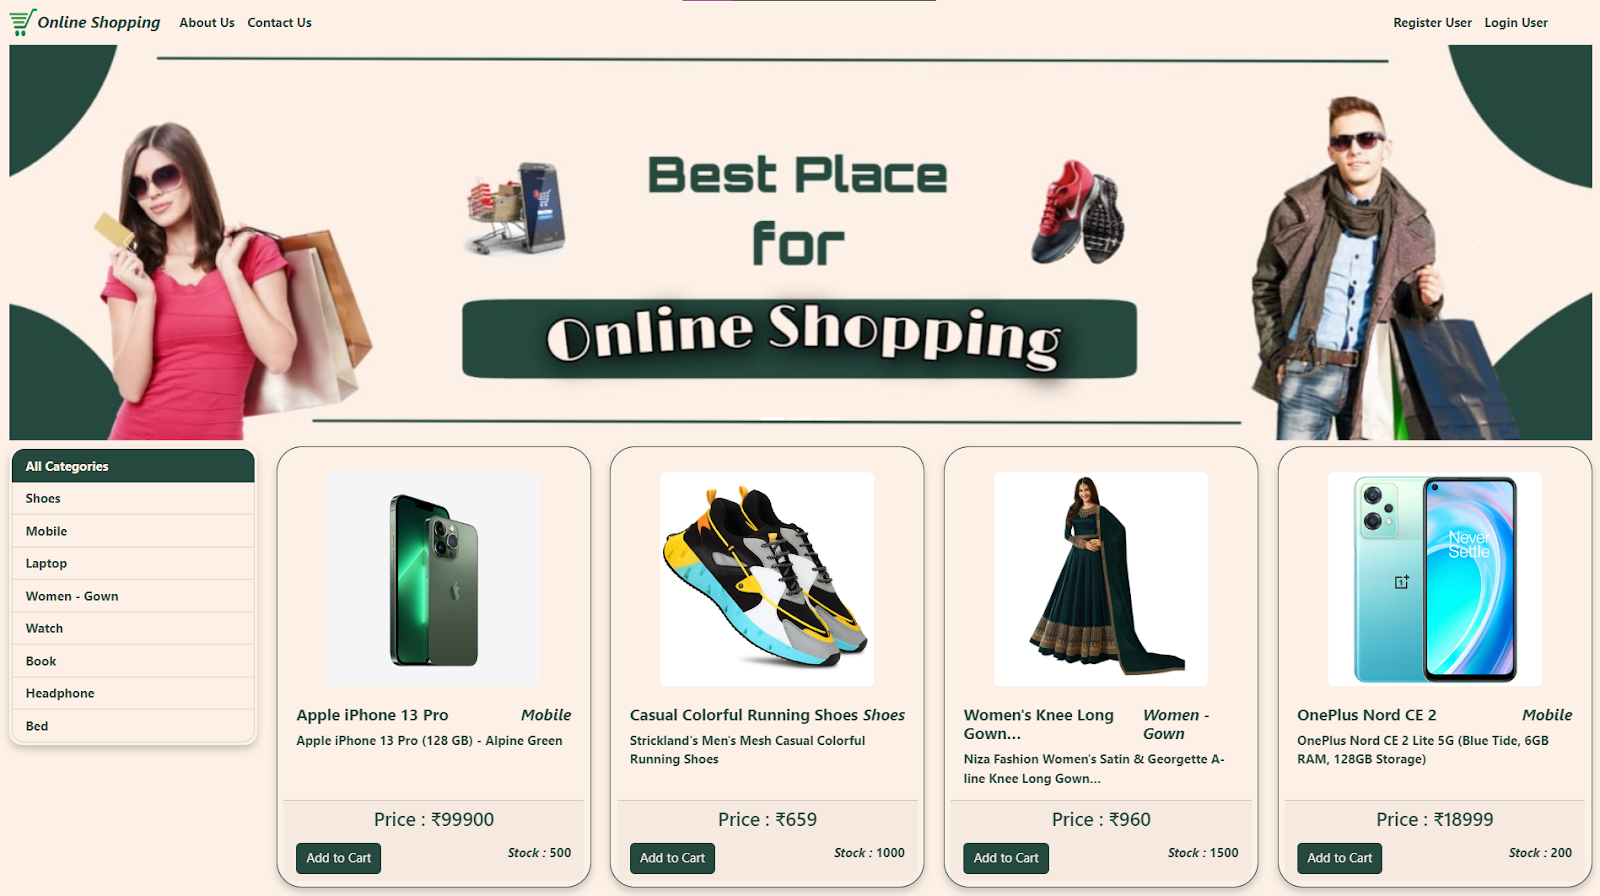 Online Shopping
About Us
Contact Us
Register User
Login User
Best Place
for
Online Shopping
All Categories
Shoes
Mobile
Laptop
Women - Gown
Watch
Book
Headphone
Bed
Apple iPhone 13 Pro
Mobile
Apple iPhone 13 Pro (128 GB) - Alpine Green
Price : ₹99900
Add to Cart
Stock : 500
Casual Colorful Running Shoes
Shoes
Strickland's Men's Mesh Casual Colorful
Running Shoes
Price : ₹659
Add to Cart
Stock : 1000
Women's Knee Long
Gown...
Women -
Gown
Niza Fashion Women's Satin & Georgette A-
line Knee Long Gown...
Price : ₹960
Add to Cart
Stock : 1500
Never
Settle
OnePlus Nord CE 2
Mobile
OnePlus Nord CE 2 Lite 5G (Blue Tide, 6GB
RAM, 128GB Storage)
Price : ₹18999
Add to Cart
Stock : 200